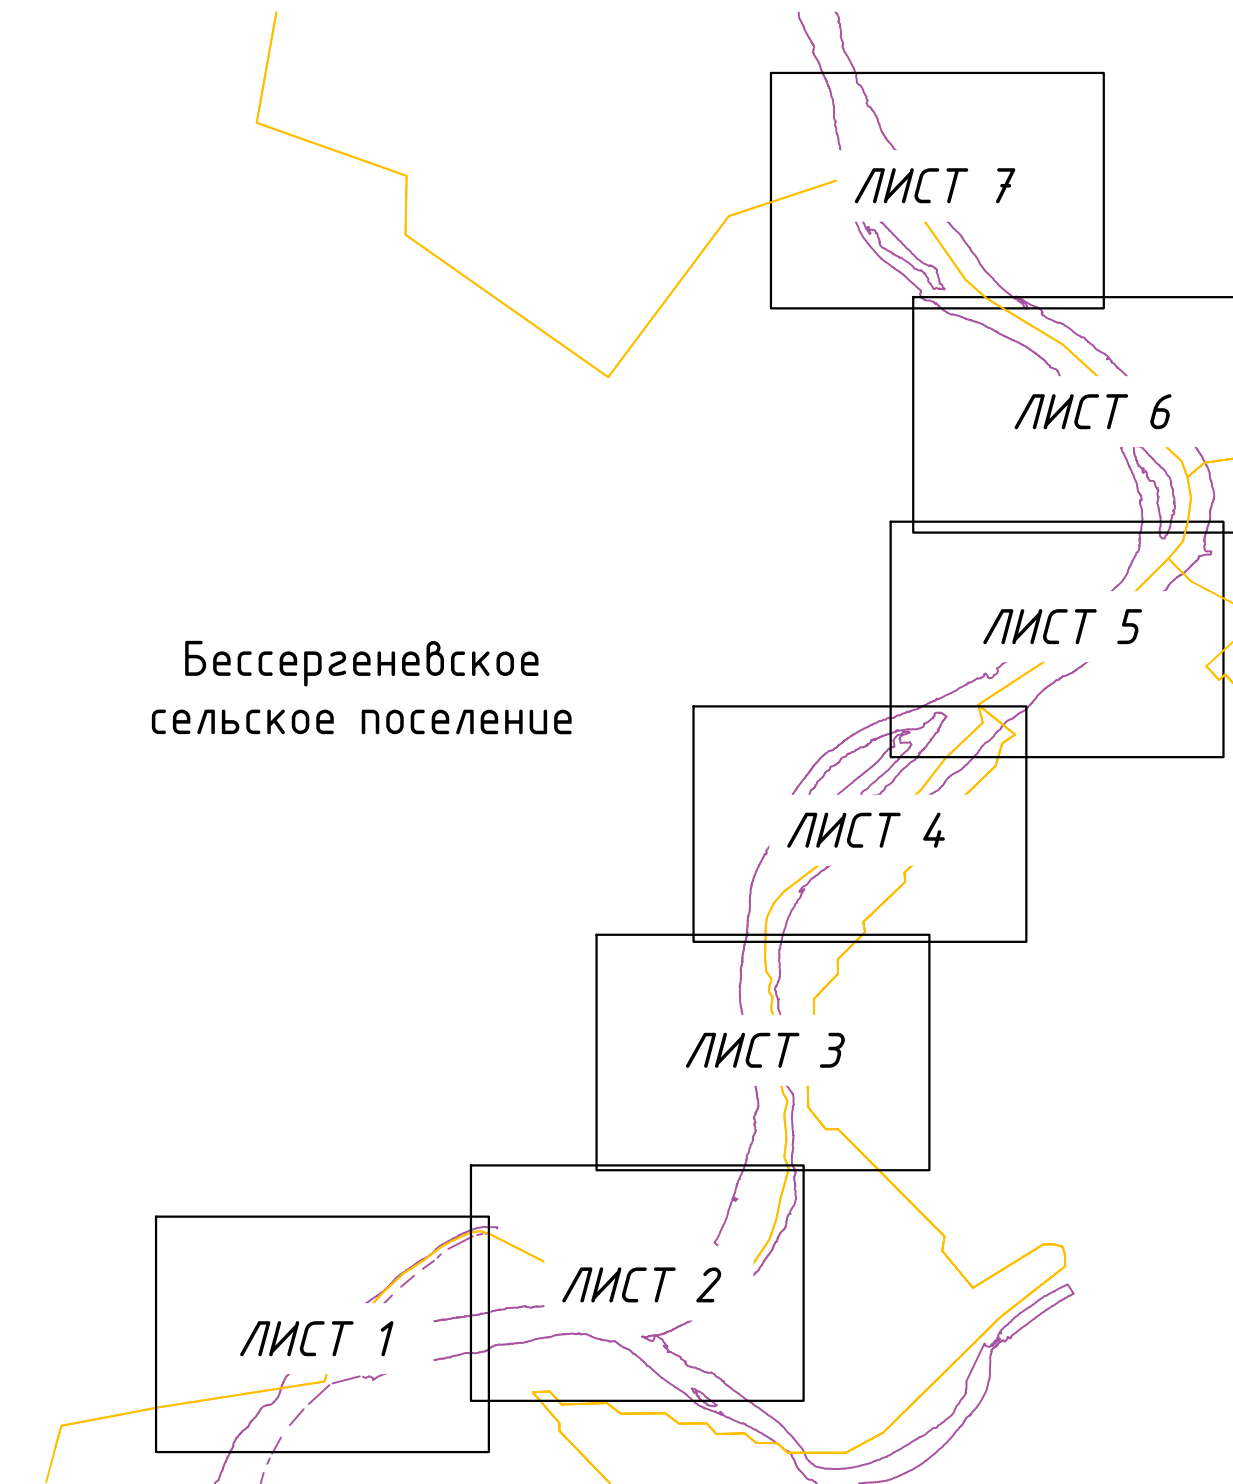 ЛИСТ 7
ЛИСТ 6
ЛИСТ 5
Бессергеневское
сельское поселение
ЛИСТ 4
ЛИСТ 3
ЛИСТ 2
ЛИСТ 1